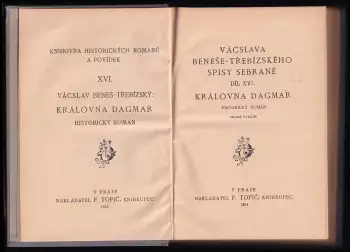 KNIHOVNA HISTORICKÝCH ROMÁNŮ
A POVÍDEK
XVI.
VÁCSLAV BENEŠ-TŘEBÍZSKÝ:
KRÁLOVNA DAGMAR
HISTORICKÝ ROMÁN
V PRAZE
NAKLADATEL F. TOPIČ, KNIHKUPEC
1924
VÁCSLAVA
BENEŠE-TŘEBÍZSKÉHO
SPISY SEBRANÉ
DÍL XVI.
KRÁLOVNA DAGMAR
HISTORICKÝ ROMÁN
V PRAZE
NAKLADATEL F. TOPIČ, KNIHKUPEC
1924